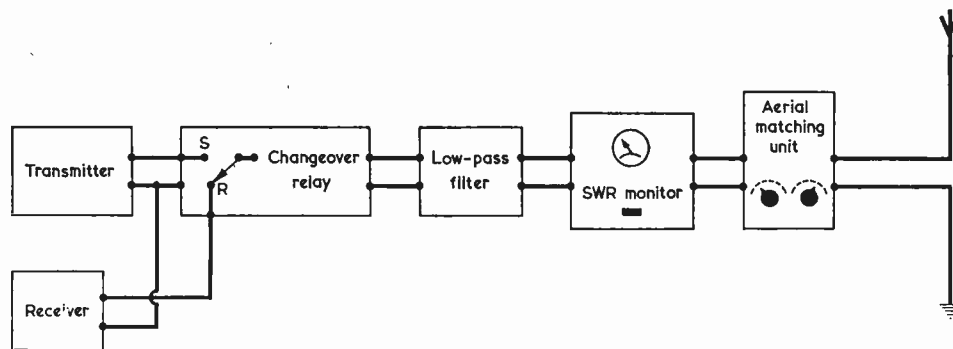 Transmitter
S
R
Changeover
relay
Low-pass
filter
SWR monitor
Aerial
matching
unit
Receiver